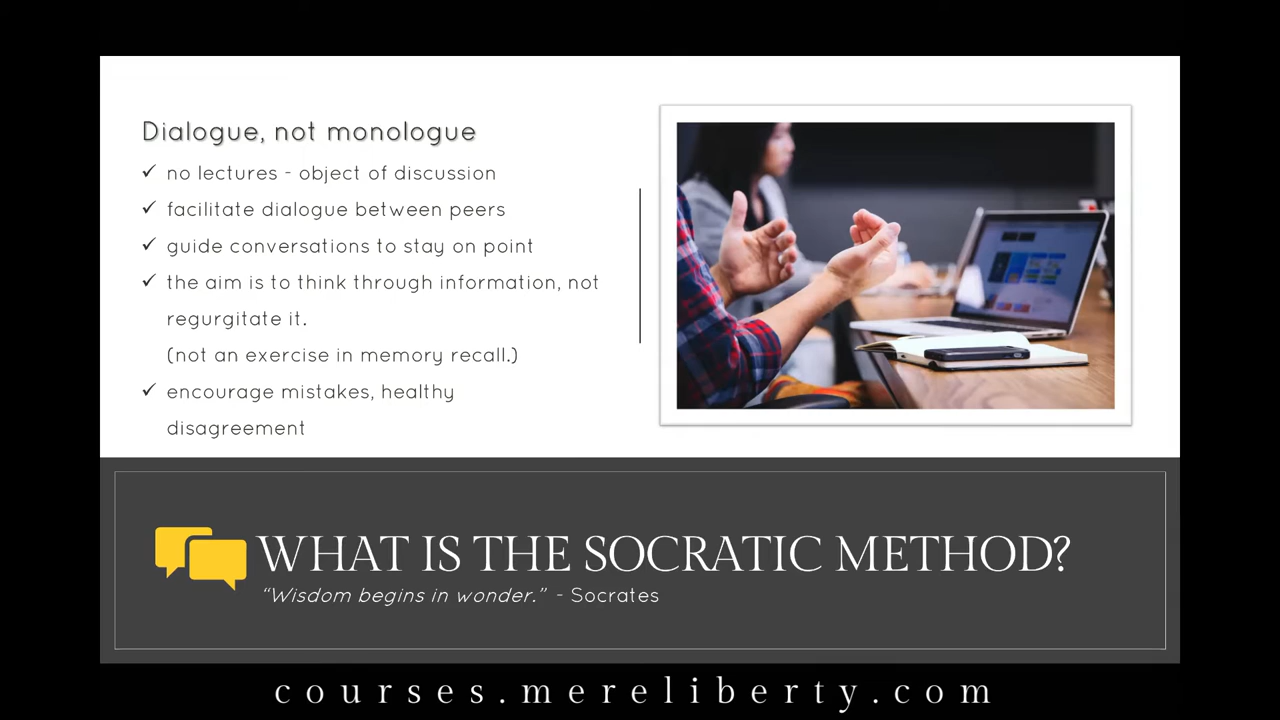 Dialogue, not monologue
✓ no lectures - object of discussion
✓ facilitate dialogue between peers
✓ guide conversations to stay on point
✓ the aim is to think through information, not
regurgitate it.
(not an exercise in memory recall.)
✓ encourage mistakes, healthy
disagreement
WHAT IS THE SOCRATIC METHOD?
“Wisdom begins in wonder.” - Socrates
courses.mereliberty.com